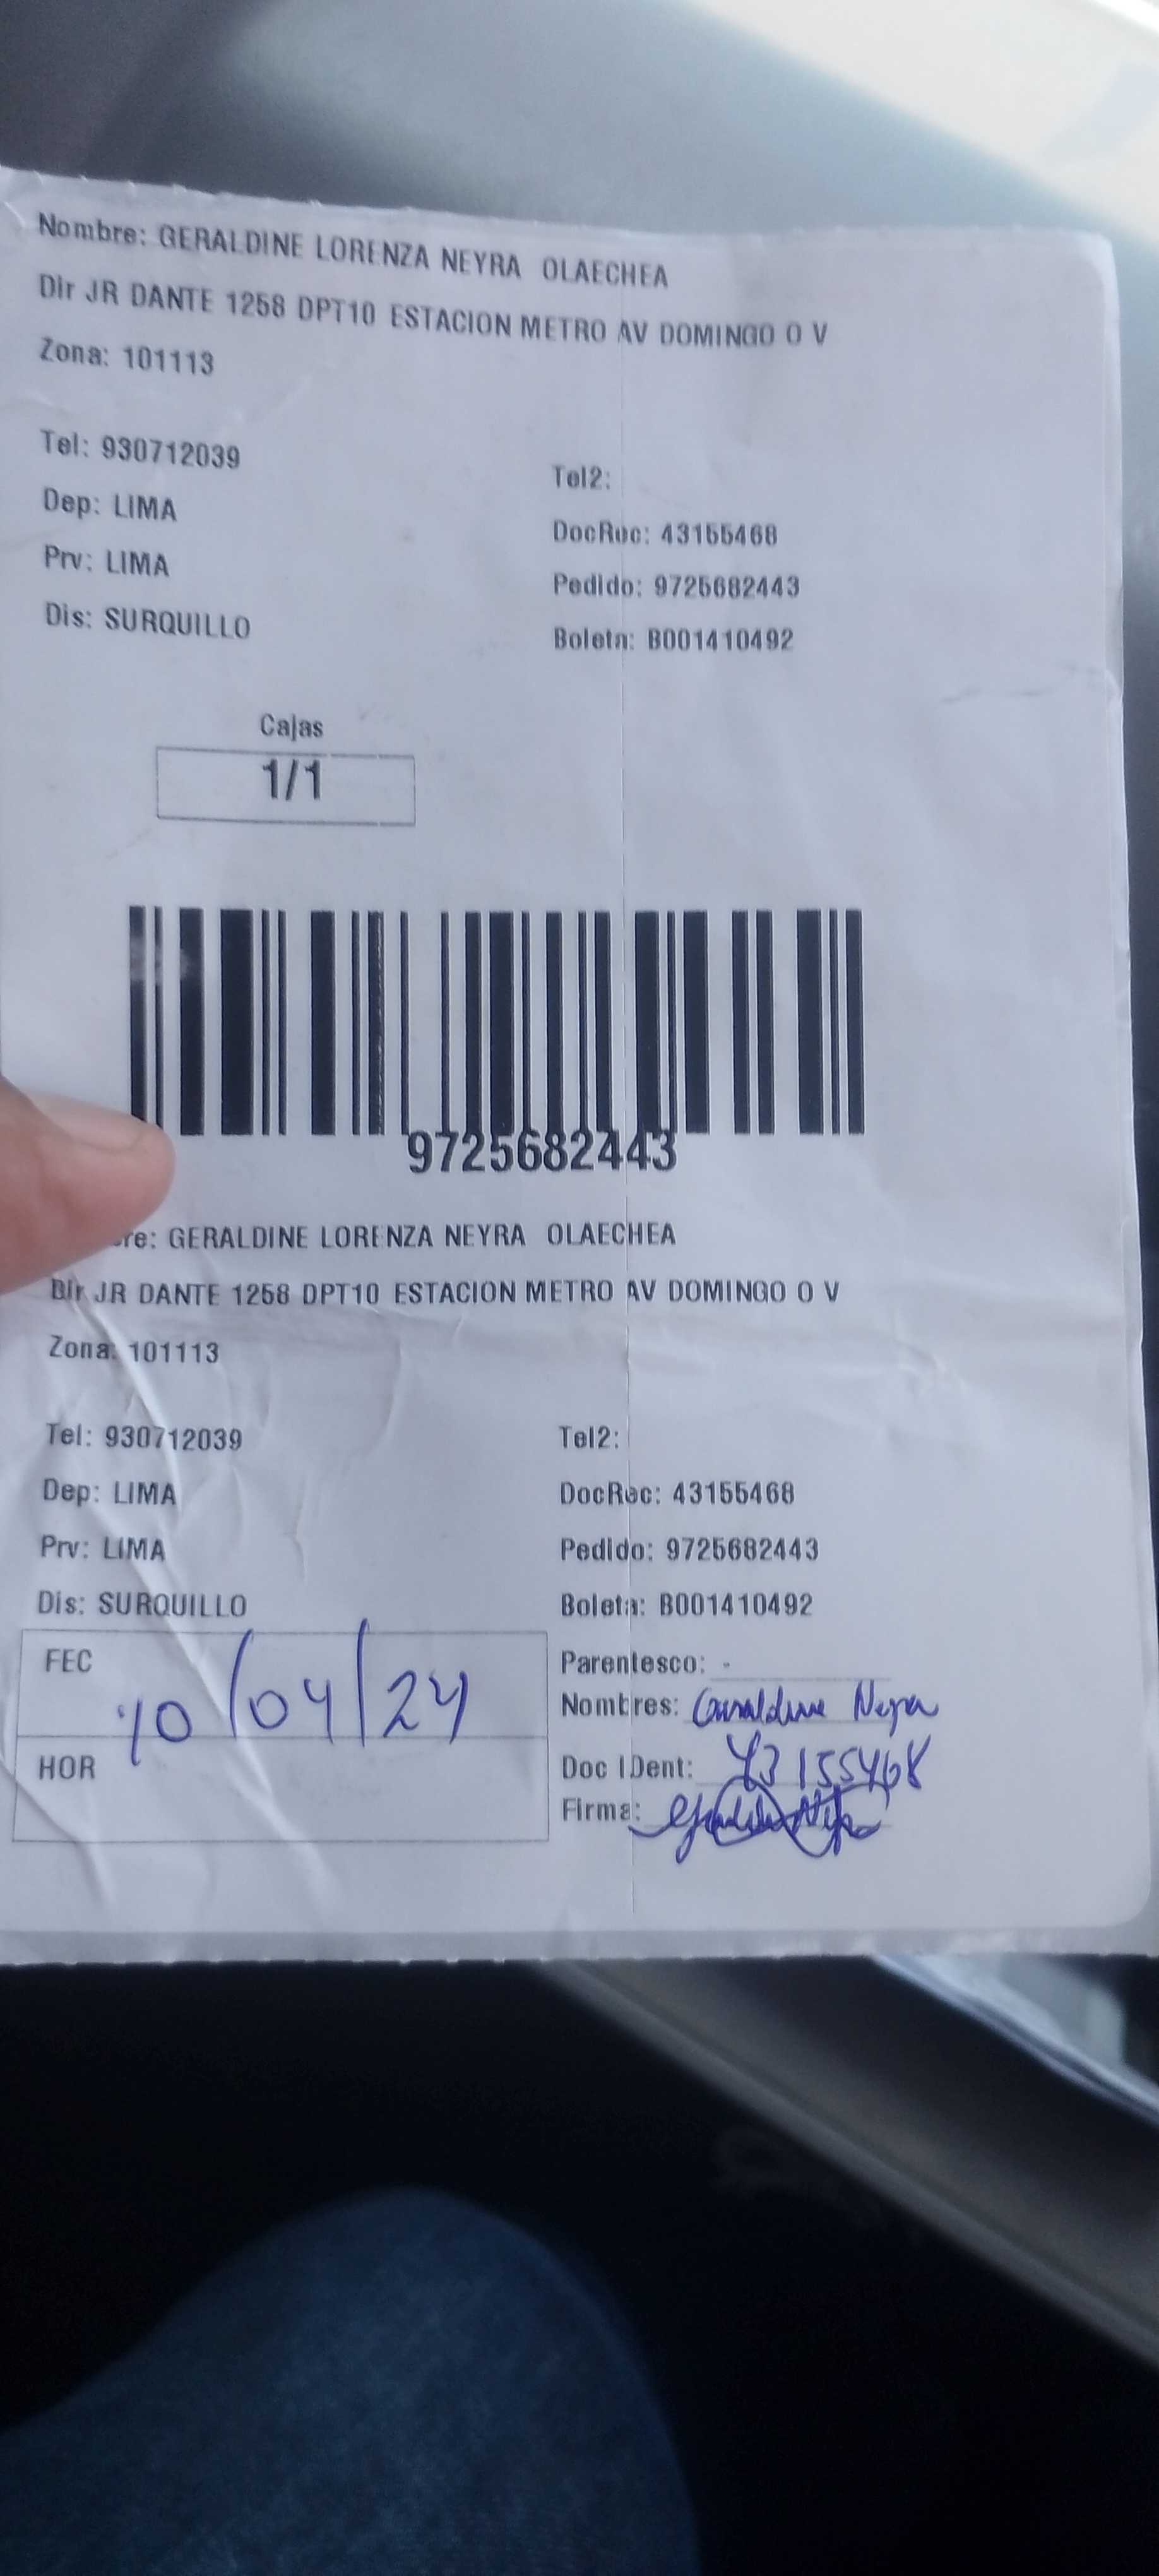 Nombre: GERALDINE LORENZA NEYRA OLAECHEA
Dir JR DANTE 1258 DPT10 ESTACION METRO AV DOMINGO O V
Zona: 101113
Tel: 930712039
Tel2:
Dep: LIMA
DocRec: 43155468
Prv: LIMA
Pedido: 9725682443
Dis: SURQUILLO
Boleta: B001410492
Cajas
1/1
9725682443
re: GERALDINE LORENZA NEYRA OLAECHEA
Dir JR DANTE 1258 DPT10 ESTACION METRO AV DOMINGO O V
Zona: 101113
Tel: 930712039
Tel2:
Dep: LIMA
DocRec: 43155468
Prv: LIMA
Pedido: 9725682443
Dis: SURQUILLO
Boleta: B001410492
FEC 10/04/24
Parentesco: -
Nombres: Geraldine Neyra
HOR
Doc IDent: 43155468
Firma: